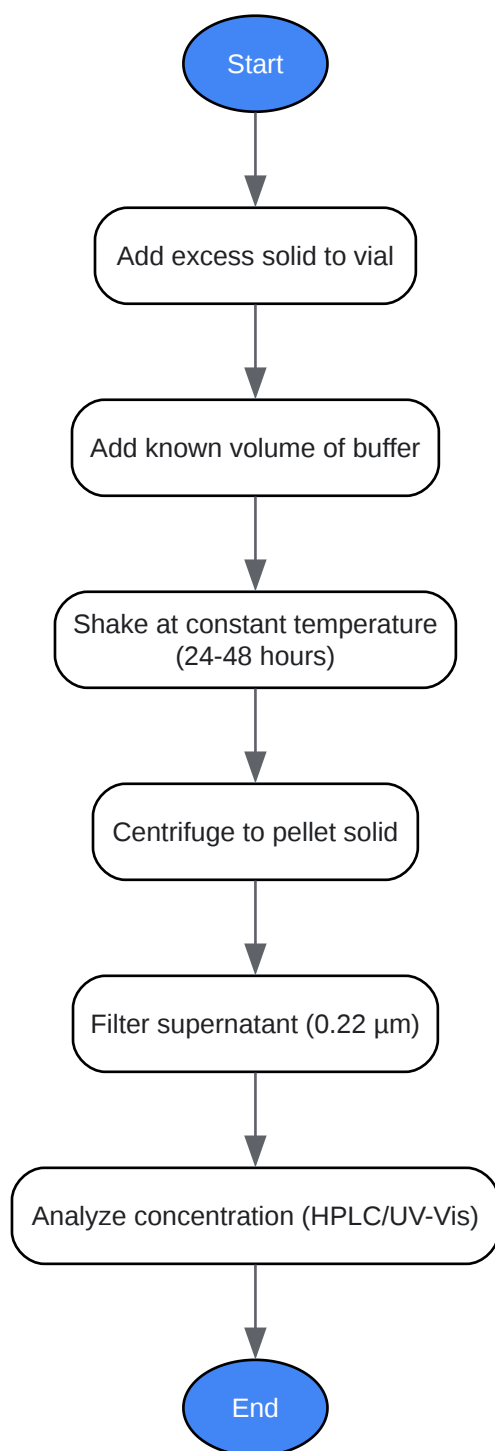 Start
Add excess solid to vial
Add known volume of buffer
Shake at constant temperature
(24-48 hours)
Centrifuge to pellet solid
Filter supernatant (0.22 µm)
Analyze concentration (HPLC/UV-Vis)
End